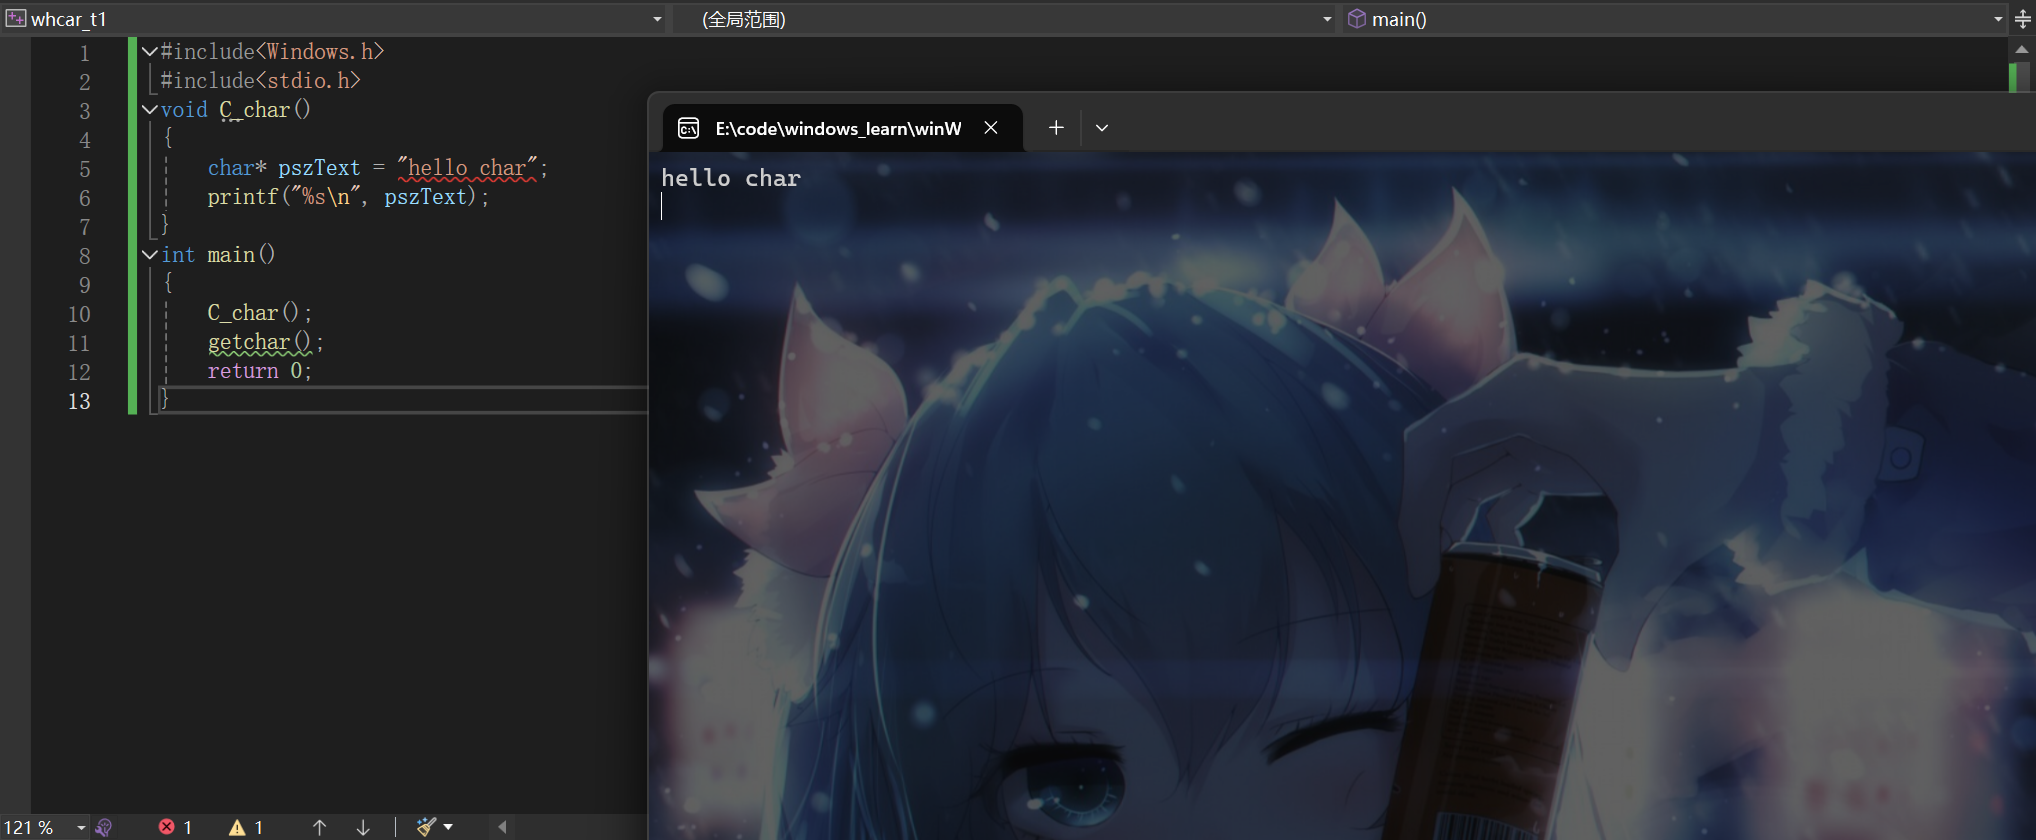 whcar_t1 (全局范围) main()
1 #include<Windows.h>
2 #include<stdio.h>
3 void C_char()
4 {
5 char* pszText = "hello char";
6 printf("%s\n", pszText);
7 }
8 int main()
9 {
10 C_char();
11 getchar();
12 return 0;
13 }
E:\code\windows_learn\winW
hello char
121 % 1 1